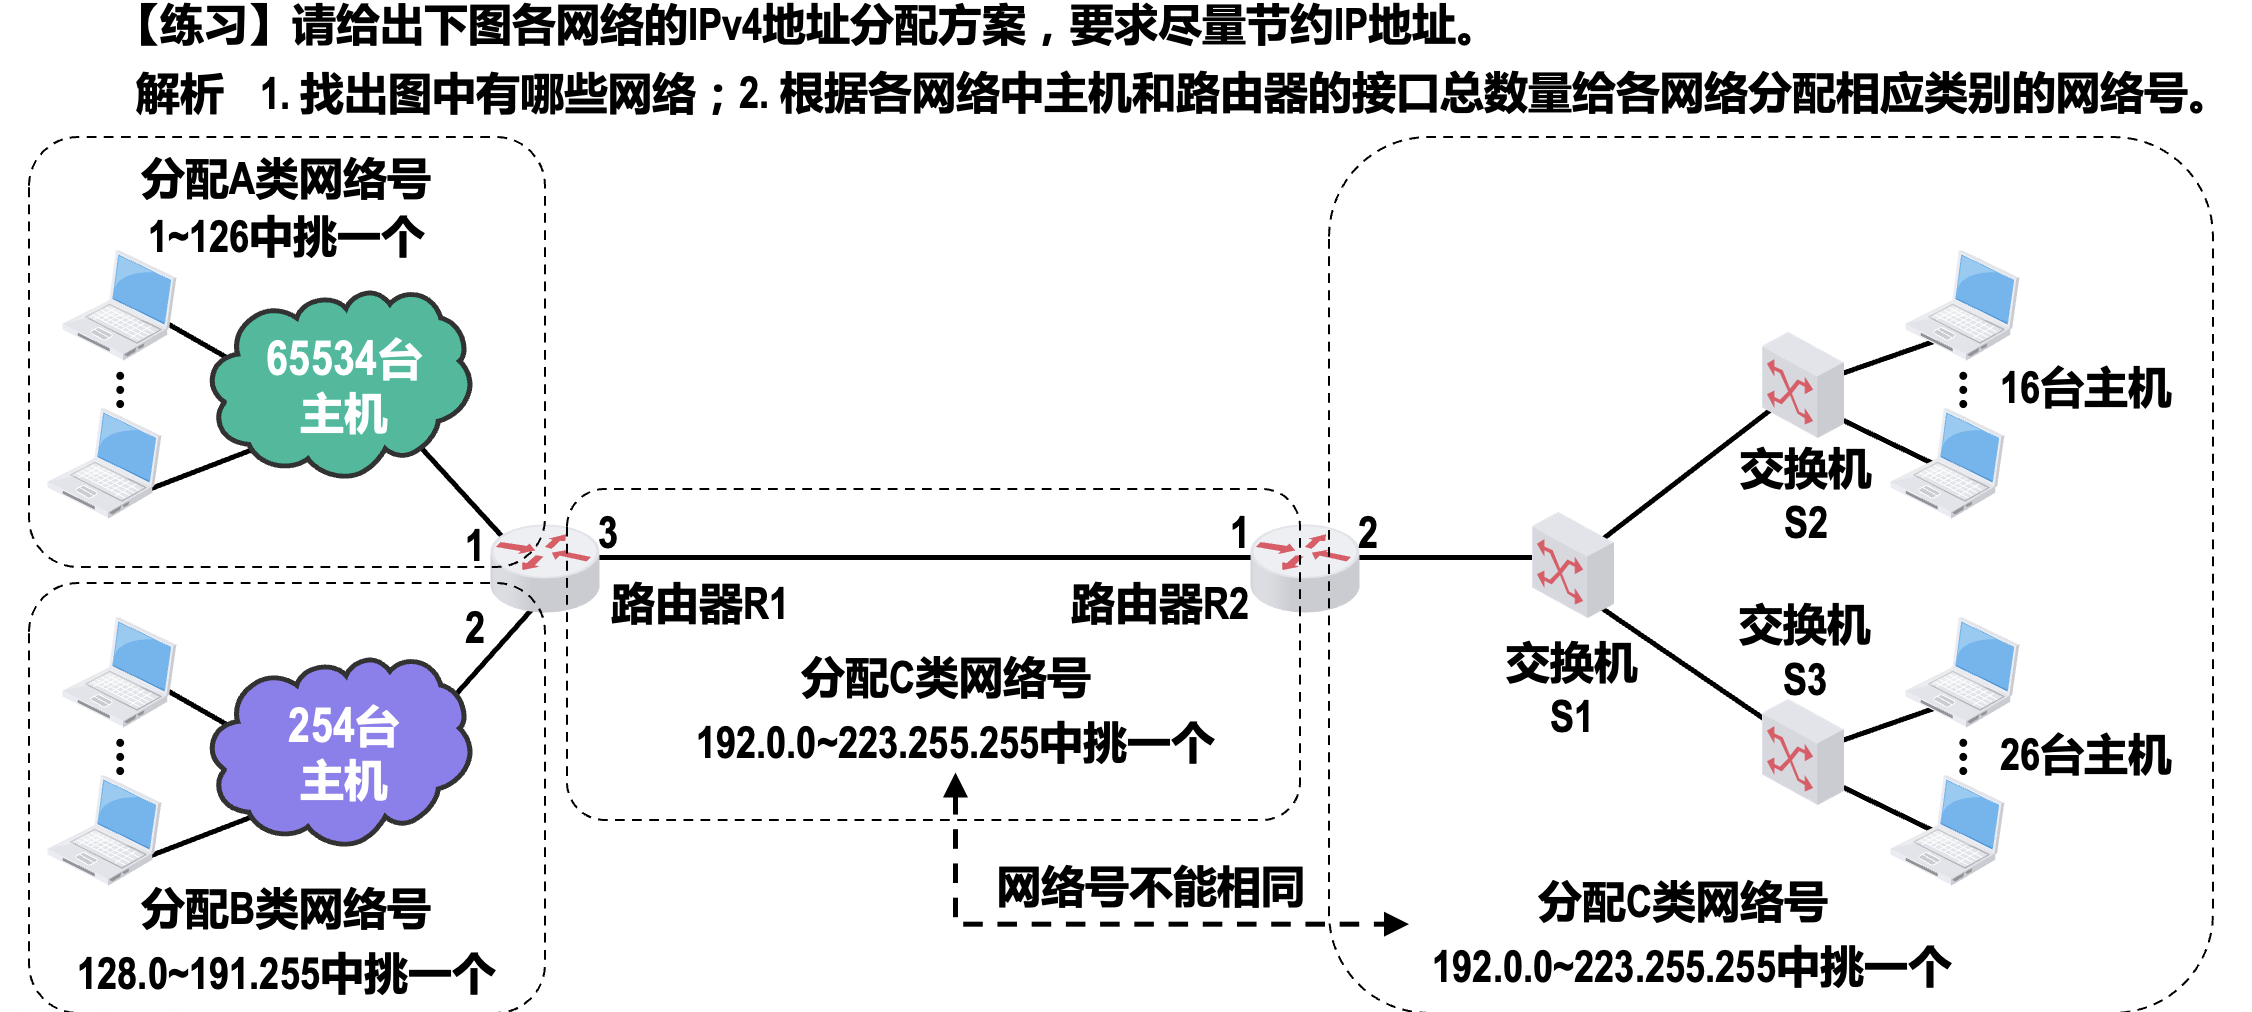 【练习】请给出下图各网络的IPv4地址分配方案，要求尽量节约IP地址。
解析 1. 找出图中有哪些网络；2. 根据各网络中主机和路由器的接口总数量给各网络分配相应类别的网络号。
分配A类网络号
1~126中挑一个
65534台
主机
1
2
254台
主机
分配B类网络号
128.0~191.255中挑一个
3
路由器R1
1
路由器R2
2
分配C类网络号
192.0.0~223.255.255中挑一个
网络号不能相同
交换机
S1
交换机
S2
16台主机
交换机
S3
26台主机
分配C类网络号
192.0.0~223.255.255中挑一个